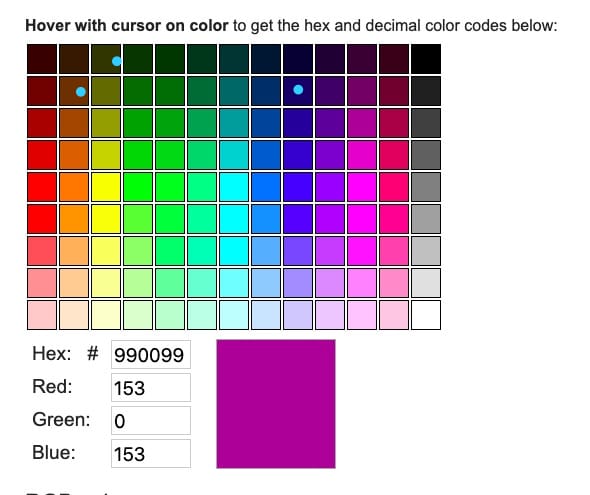 Hover with cursor on color to get the hex and decimal color codes below:
Hex: # 990099
Red: 153
Green: 0
Blue: 153